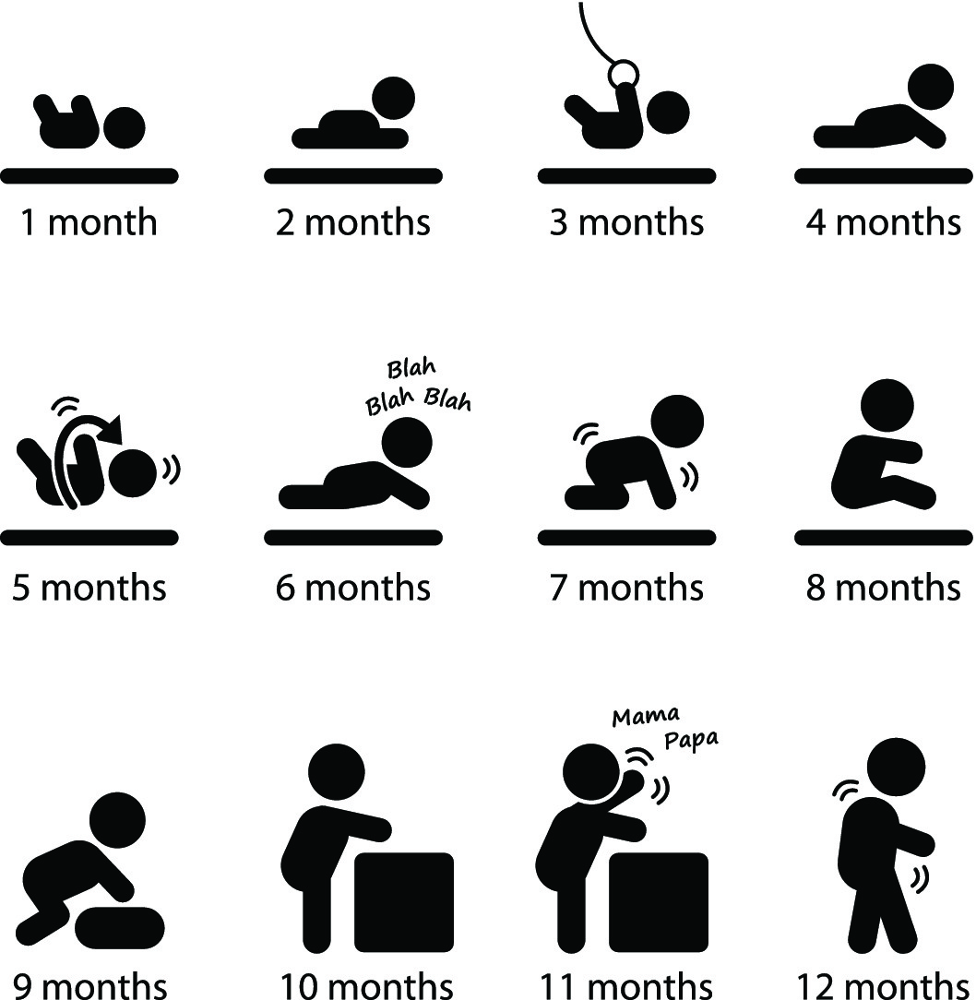 1 month
2 months
3 months
4 months
Blah
Blah Blah
5 months
6 months
7 months
8 months
Mama
Papa
9 months
10 months
11 months
12 months